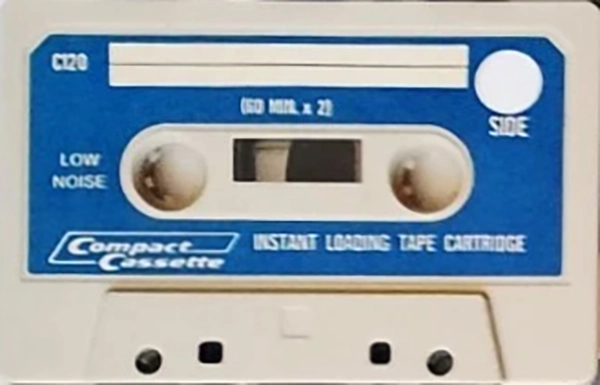 C120
(60 MIN. x 2)
SIDE
LOW
NOISE
Compact
Cassette
INSTANT LOADING TAPE CARTRIDGE